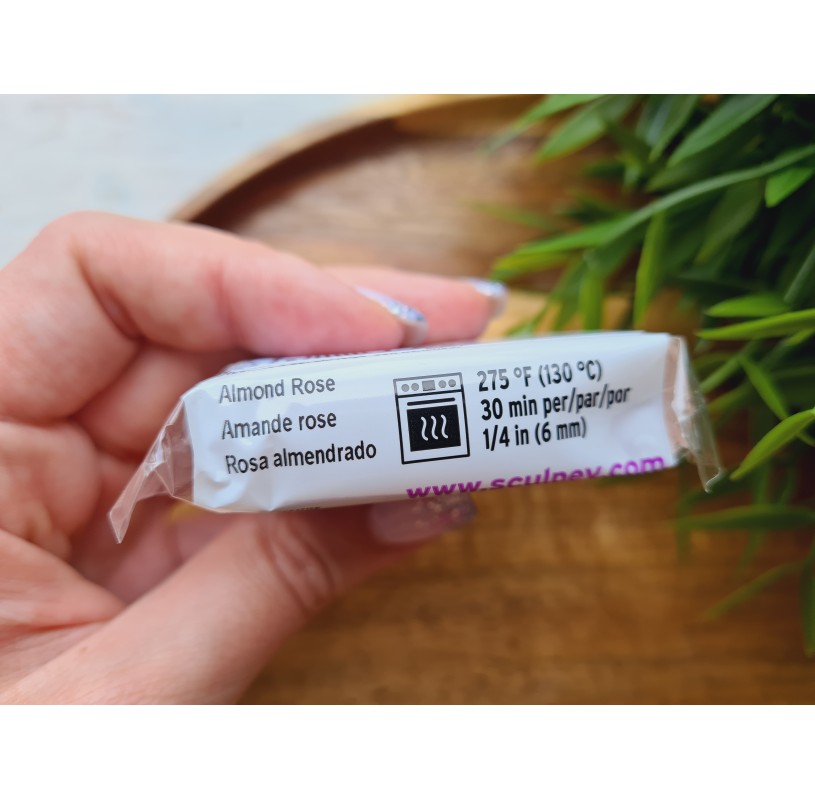 Almond Rose
Amande rose
Rosa almendrado
275 °F (130 °C)
30 min per/par/por
1/4 in (6 mm)
www.sculpey.com